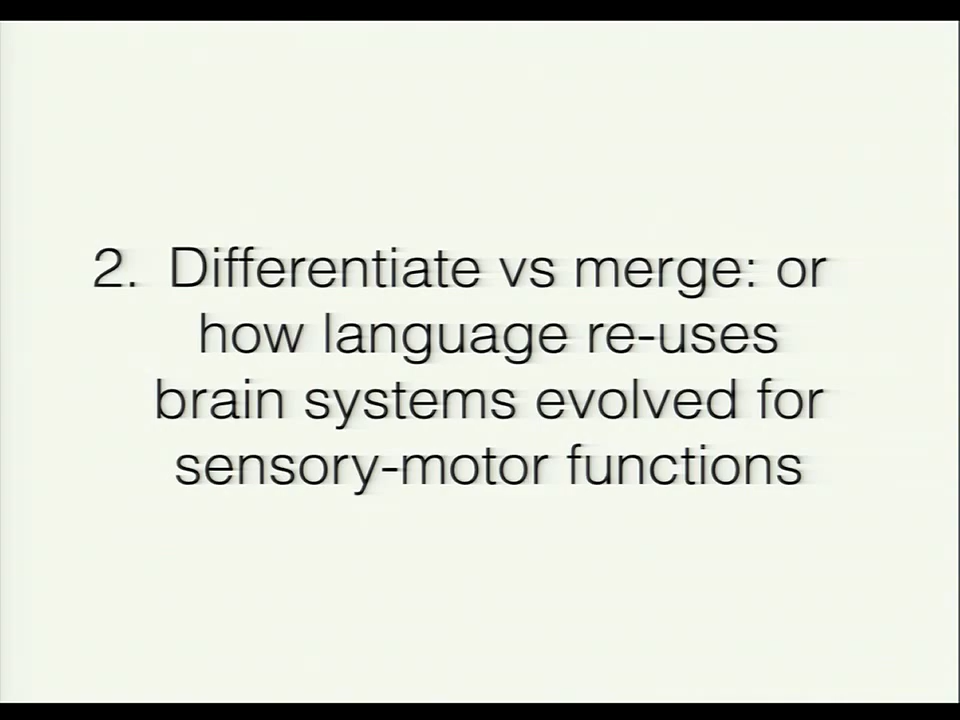 2. Differentiate vs merge: or
how language re-uses
brain systems evolved for
sensory-motor functions